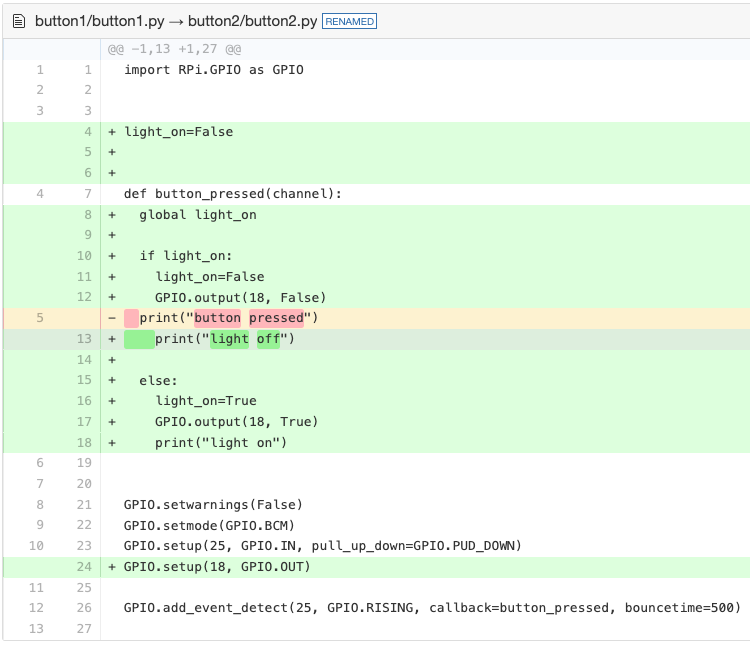 button1/button1.py → button2/button2.py RENAMED
@@ -1,13 +1,27 @@
1 1 import RPi.GPIO as GPIO
2 2
3 3
4 + light_on=False
5 +
6 +
4 7 def button_pressed(channel):
8 +   global light_on
9 +
10 +   if light_on:
11 +     light_on=False
12 +     GPIO.output(18, False)
5 −   print("button pressed")
13 +     print("light off")
14 +
15 +   else:
16 +     light_on=True
17 +     GPIO.output(18, True)
18 +     print("light on")
6 19
7 20
8 21 GPIO.setwarnings(False)
9 22 GPIO.setmode(GPIO.BCM)
10 23 GPIO.setup(25, GPIO.IN, pull_up_down=GPIO.PUD_DOWN)
24 + GPIO.setup(18, GPIO.OUT)
11 25
12 26 GPIO.add_event_detect(25, GPIO.RISING, callback=button_pressed, bouncetime=500)
13 27